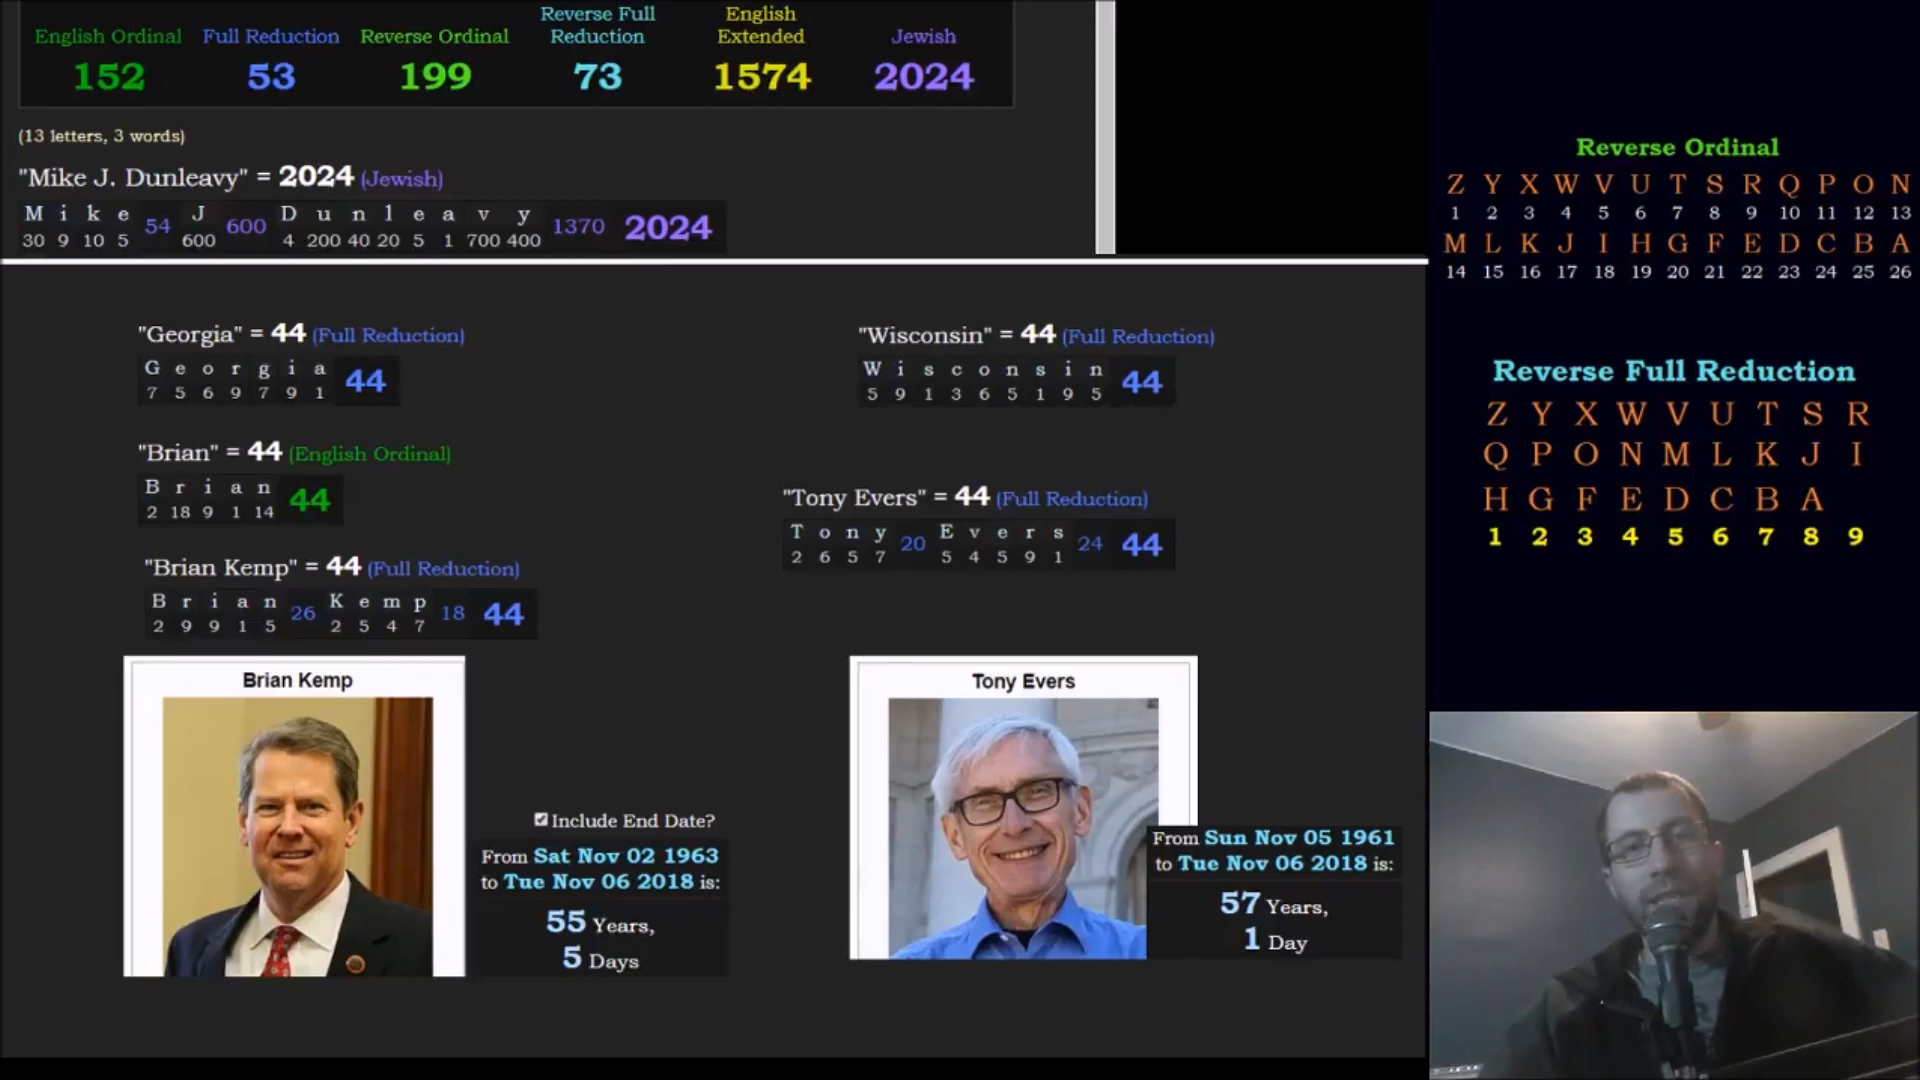 English Ordinal Full Reduction Reverse Ordinal Reverse Full Reduction English Extended Jewish
152 53 199 73 1574 2024
(13 letters, 3 words)
"Mike J. Dunleavy" = 2024 (Jewish)
M i k e 54 J 600 D u n l e a v y 1370 2024
30 9 10 5 600 4 200 40 20 5 1 700 400
"Georgia" = 44 (Full Reduction)
G e o r g i a 44
7 5 6 9 7 9 1
"Brian" = 44 (English Ordinal)
B r i a n 44
2 18 9 1 14
"Brian Kemp" = 44 (Full Reduction)
B r i a n 26 K e m p 18 44
2 9 9 1 5 2 5 4 7
Brian Kemp
Include End Date?
From Sat Nov 02 1963
to Tue Nov 06 2018 is:
55 Years,
5 Days
"Wisconsin" = 44 (Full Reduction)
W i s c o n s i n 44
5 9 1 3 6 5 1 9 5
"Tony Evers" = 44 (Full Reduction)
T o n y 20 E v e r s 24 44
2 6 5 7 5 4 5 9 1
Tony Evers
From Sun Nov 05 1961
to Tue Nov 06 2018 is:
57 Years,
1 Day
Reverse Ordinal
Z Y X W V U T S R Q P O N
1 2 3 4 5 6 7 8 9 10 11 12 13
M L K J I H G F E D C B A
14 15 16 17 18 19 20 21 22 23 24 25 26
Reverse Full Reduction
Z Y X W V U T S R
Q P O N M L K J I
H G F E D C B A
1 2 3 4 5 6 7 8 9